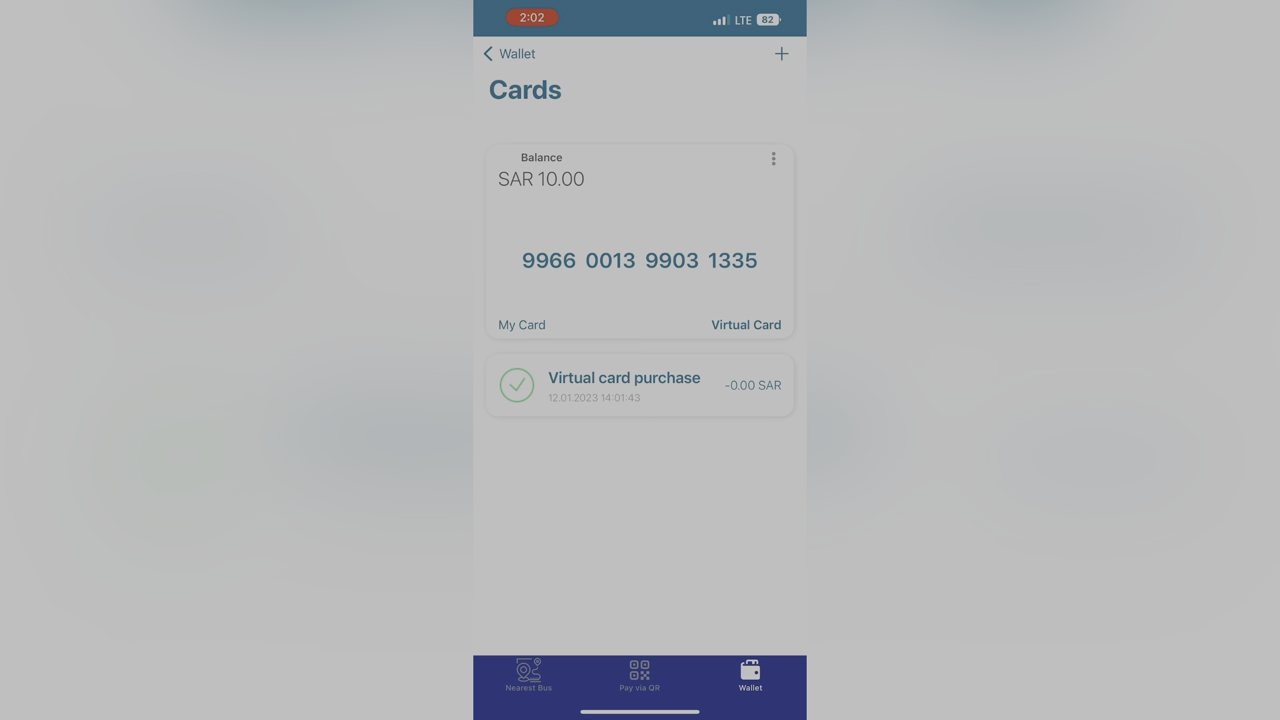 2:02
LTE 82
Wallet
Cards
Balance
SAR 10.00
9966 0013 9903 1335
My Card Virtual Card
Virtual card purchase
-0.00 SAR
12.01.2023 14:01:43
Nearest Bus Pay via QR Wallet